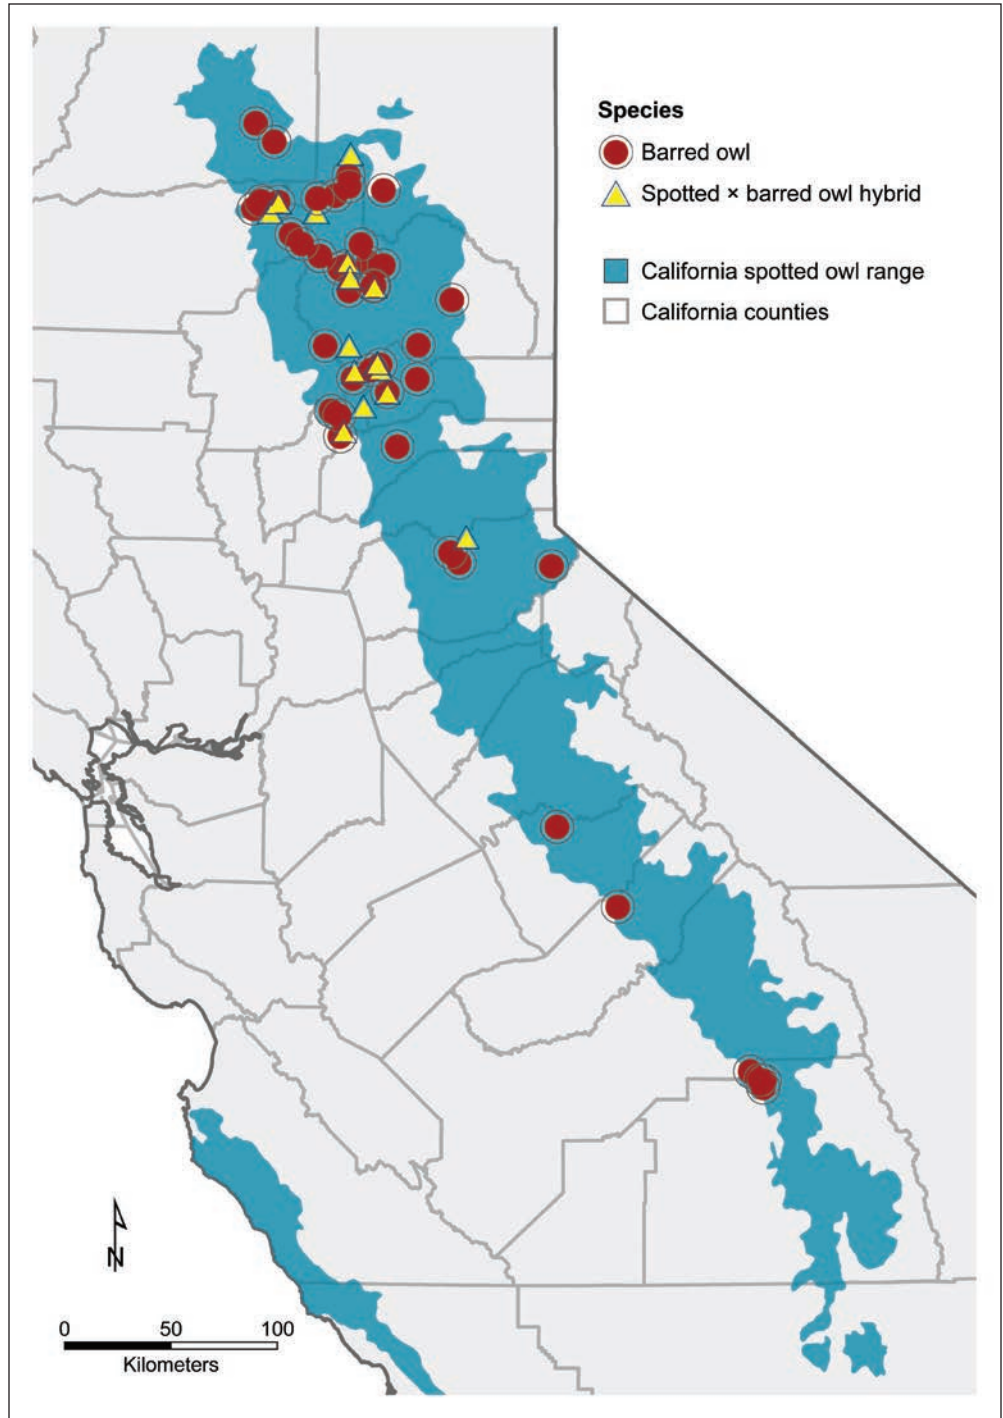 Species
Barred owl
Spotted × barred owl hybrid
California spotted owl range
California counties
N
0 50 100
Kilometers